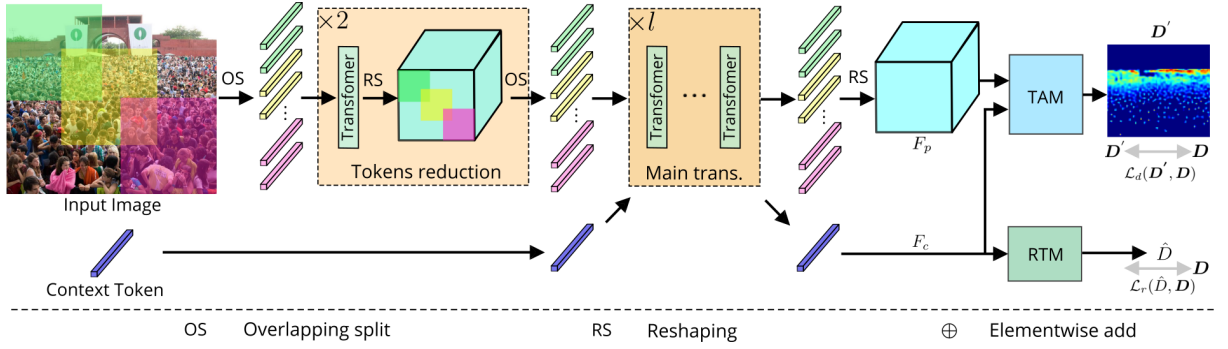 Input Image
Context Token
OS
×2
Transfomer
RS
OS
Tokens reduction
×l
Transfomer
...
Transfomer
Main trans.
RS
F_p
F_c
TAM
RTM
D′
D′ D
ℒ_d(D′, D)
D̂
D
ℒ_r(D̂, D)
OS Overlapping split RS Reshaping ⊕ Elementwise add